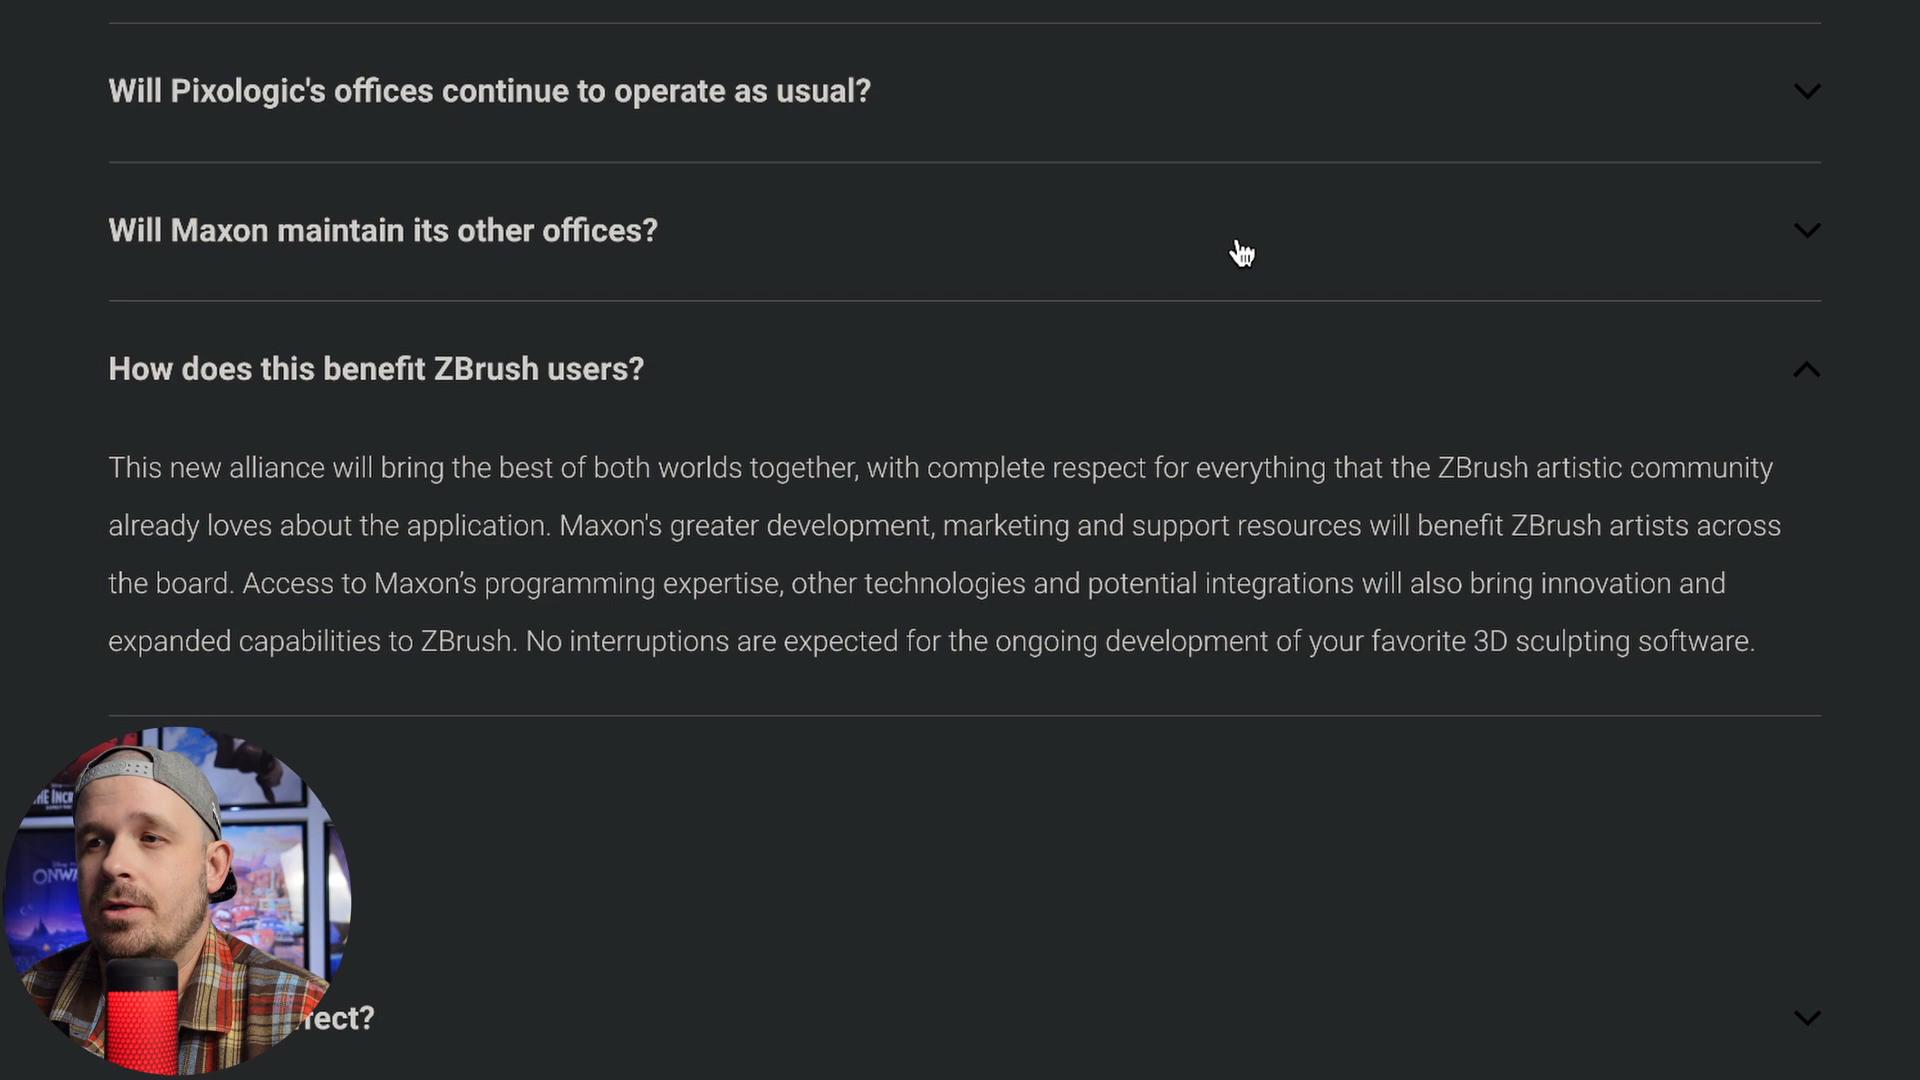 Will Pixologic's offices continue to operate as usual?
Will Maxon maintain its other offices?
How does this benefit ZBrush users?
This new alliance will bring the best of both worlds together, with complete respect for everything that the ZBrush artistic community
already loves about the application. Maxon's greater development, marketing and support resources will benefit ZBrush artists across
the board. Access to Maxon’s programming expertise, other technologies and potential integrations will also bring innovation and
expanded capabilities to ZBrush. No interruptions are expected for the ongoing development of your favorite 3D sculpting software.
THE INCR
ONWA